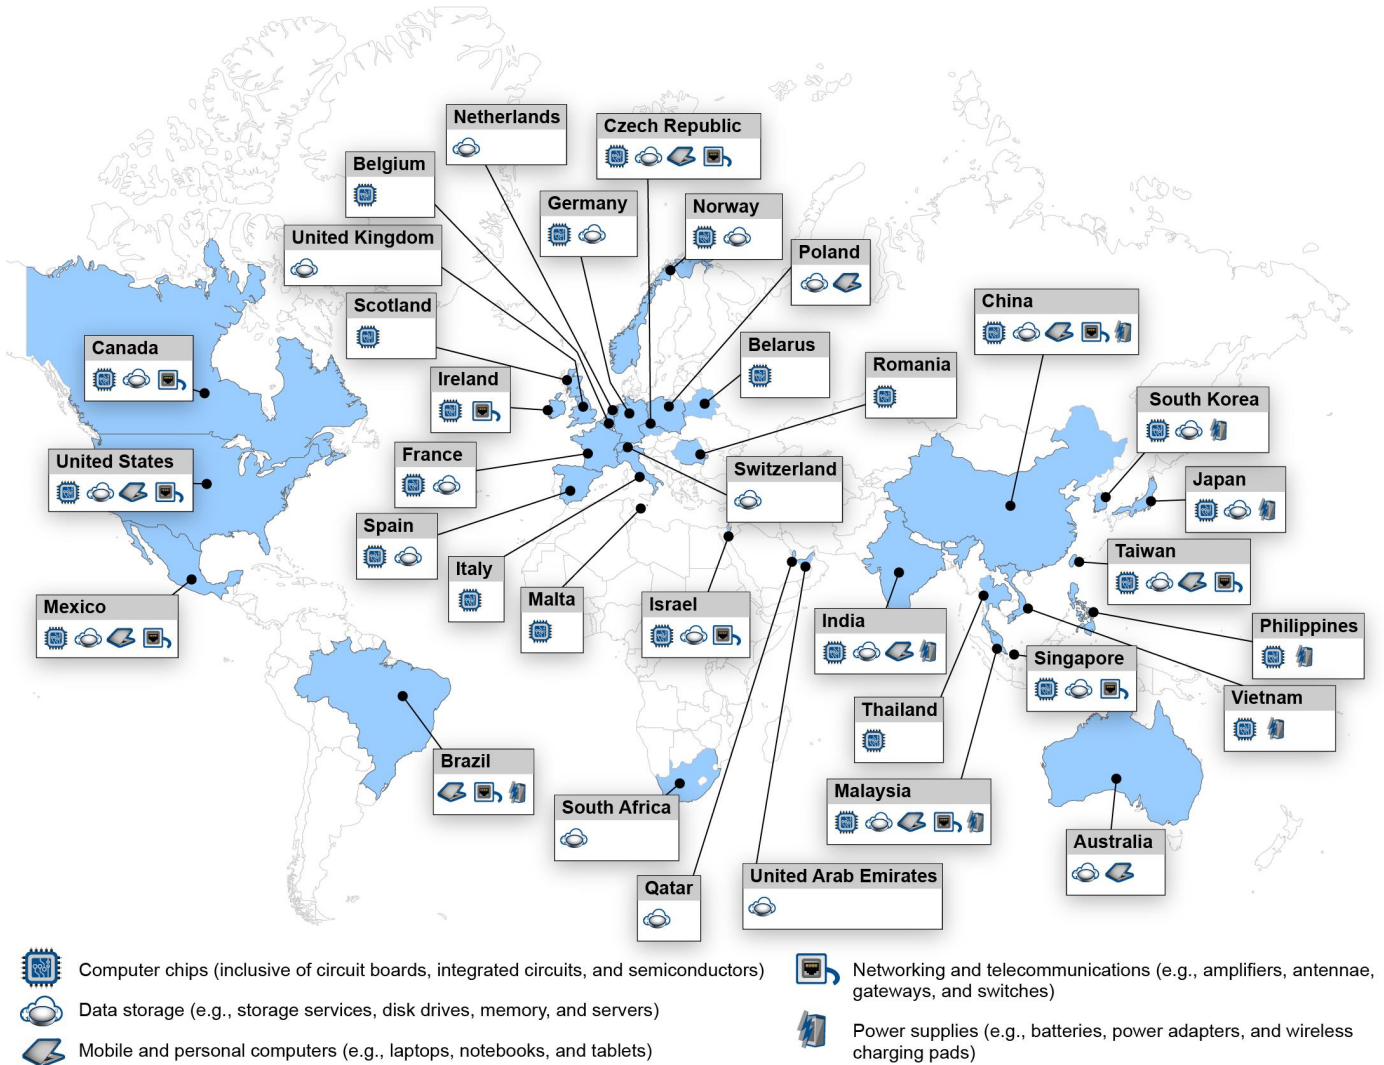 Netherlands
Czech Republic
Belgium
Germany
Norway
United Kingdom
Poland
Scotland
China
Canada
Belarus
Romania
Ireland
South Korea
France
United States
Switzerland
Japan
Spain
Taiwan
Italy
Malta
Israel
Mexico
India
Philippines
Singapore
Vietnam
Thailand
Brazil
South Africa
Malaysia
Australia
Qatar
United Arab Emirates
Computer chips (inclusive of circuit boards, integrated circuits, and semiconductors)
Data storage (e.g., storage services, disk drives, memory, and servers)
Mobile and personal computers (e.g., laptops, notebooks, and tablets)
Networking and telecommunications (e.g., amplifiers, antennae,
gateways, and switches)
Power supplies (e.g., batteries, power adapters, and wireless
charging pads)